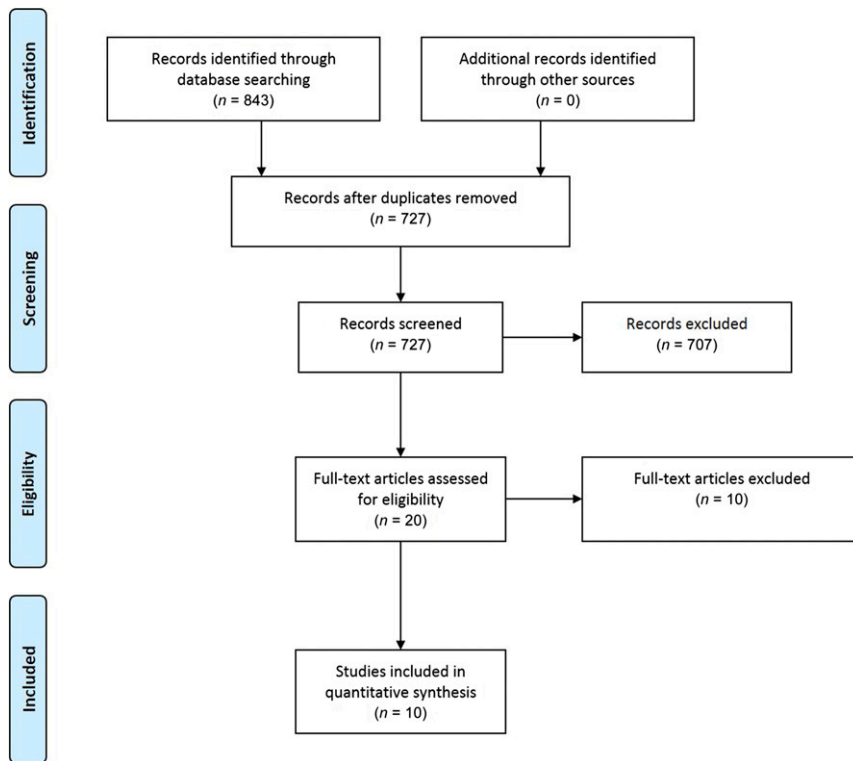 Identification
Records identified through
database searching
(n = 843)
Additional records identified
through other sources
(n = 0)
Records after duplicates removed
(n = 727)
Screening
Records screened
(n = 727)
Records excluded
(n = 707)
Eligibility
Full-text articles assessed
for eligibility
(n = 20)
Full-text articles excluded
(n = 10)
Included
Studies included in
quantitative synthesis
(n = 10)